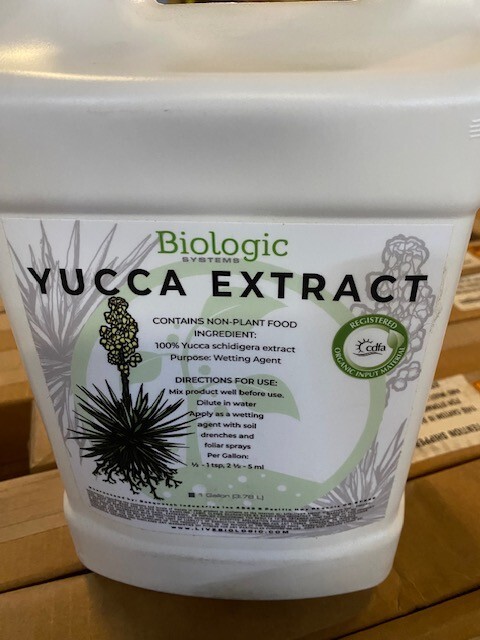 Biologic
SYSTEMS
YUCCA EXTRACT
CONTAINS NON-PLANT FOOD
INGREDIENT:
100% Yucca schidigera extract
Purpose: Wetting Agent
REGISTERED
cdfa
ORGANIC INPUT MATERIAL
DIRECTIONS FOR USE:
Mix product well before use.
Dilute in water
Apply as a wetting
agent with soil
drenches and
foliar sprays
Per Gallon:
½ - 1 tsp, 2 ½ - 5 ml
1 Gallon (3.78 L)
WWW.LIVEBIOLOGIC.COM